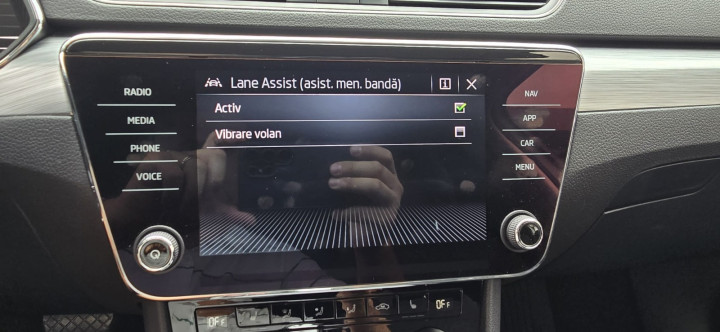 Lane Assist (asist. men. bandă)
Activ
Vibrare volan
RADIO
MEDIA
PHONE
VOICE
NAV
APP
CAR
MENU
OFF
OFF